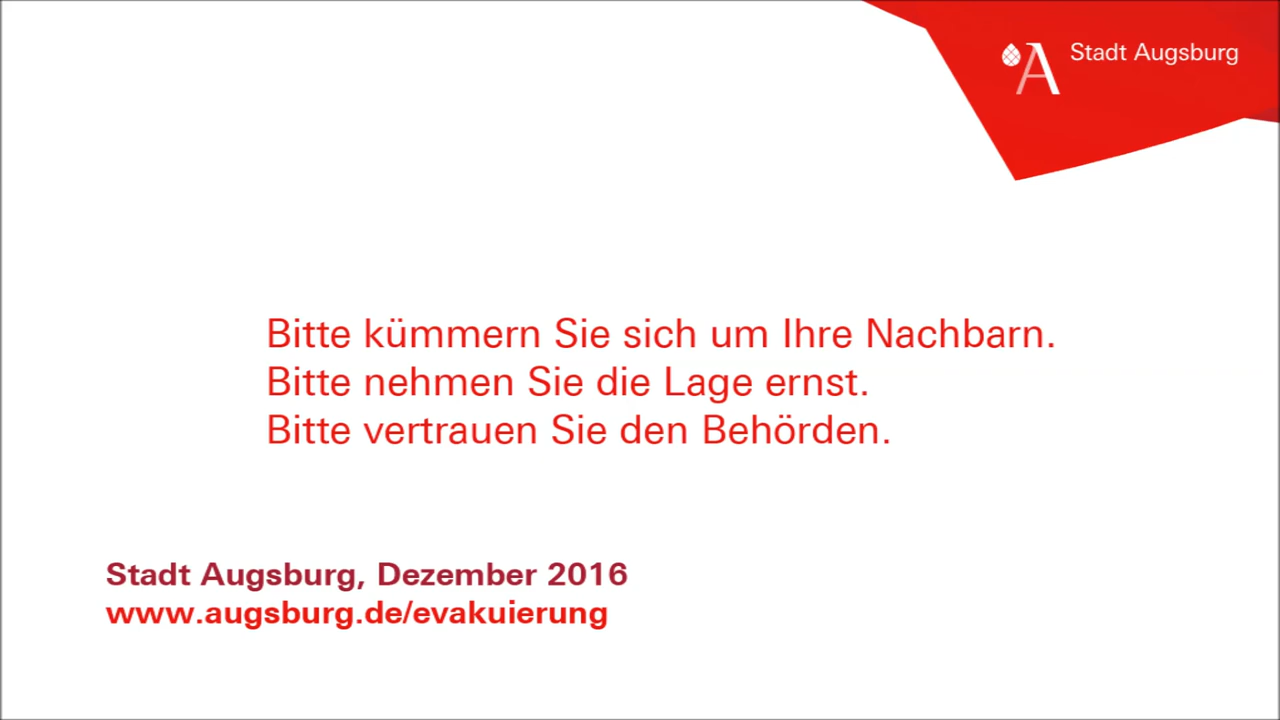 Stadt Augsburg
Bitte kümmern Sie sich um Ihre Nachbarn.
Bitte nehmen Sie die Lage ernst.
Bitte vertrauen Sie den Behörden.
Stadt Augsburg, Dezember 2016
www.augsburg.de/evakuierung